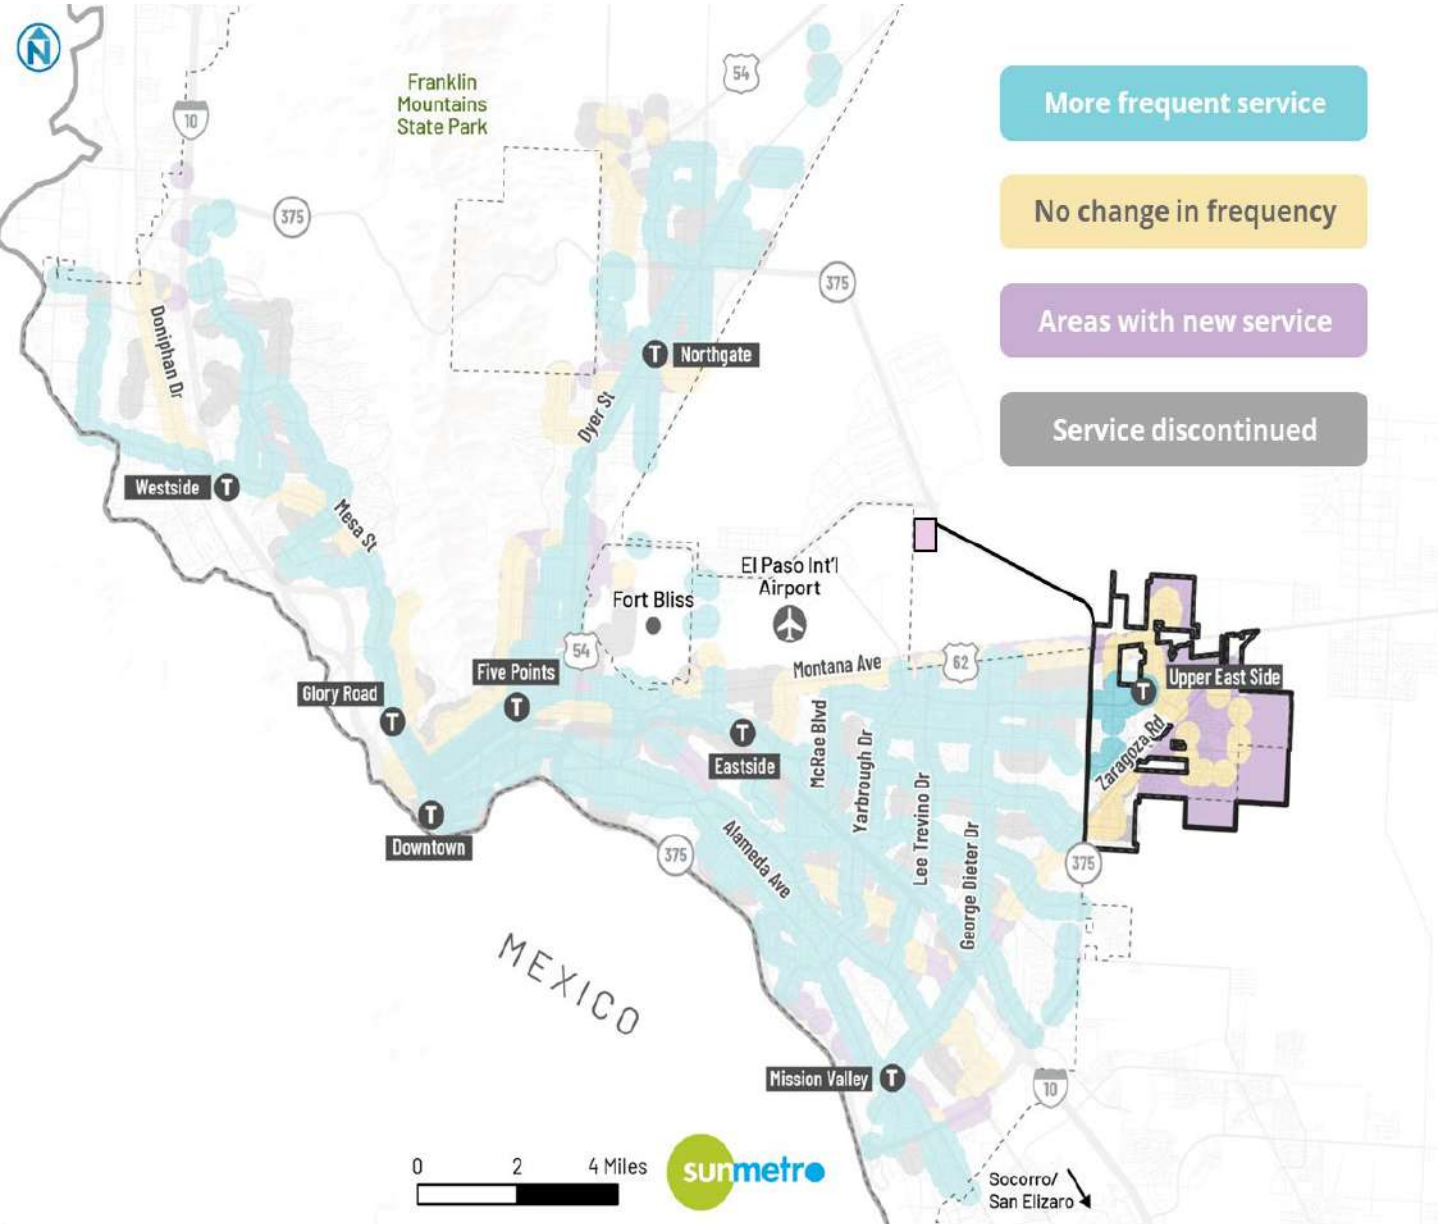 N
Franklin
Mountains
State Park
54
More frequent service
10
No change in frequency
375
375
Areas with new service
Doniphan Dr
T Northgate
Dyer St
Service discontinued
Westside T
Mesa St
El Paso Int'l
Airport
Fort Bliss
54
Montana Ave
62
Five Points
T
Upper East Side
T
Glory Road
T
McRae Blvd
Zaragoza Rd
T
Eastside
Yarbrough Dr
Lee Trevino Dr
T
Downtown
George Dieter Dr
Alameda Ave
375
375
MEXICO
Mission Valley T
10
0 2 4 Miles
sunmetro
Socorro/
San Elizaro